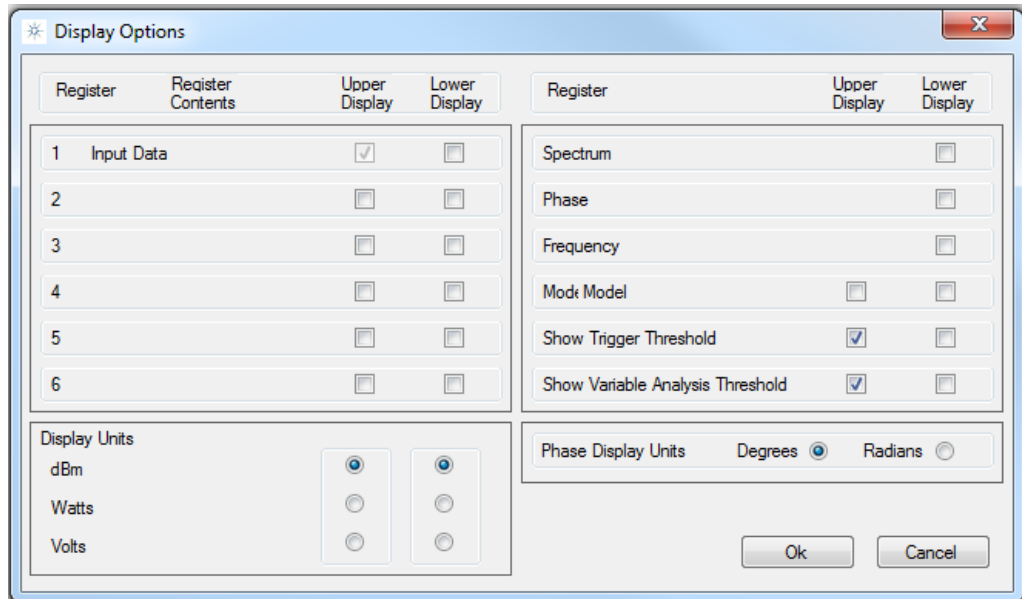 Display Options
Register Register Contents Upper Display Lower Display
Register Upper Display Lower Display
1 Input Data
2
3
4
5
6
Spectrum
Phase
Frequency
Mode Model
Show Trigger Threshold
Show Variable Analysis Threshold
Display Units
dBm
Watts
Volts
Phase Display Units Degrees Radians
Ok Cancel